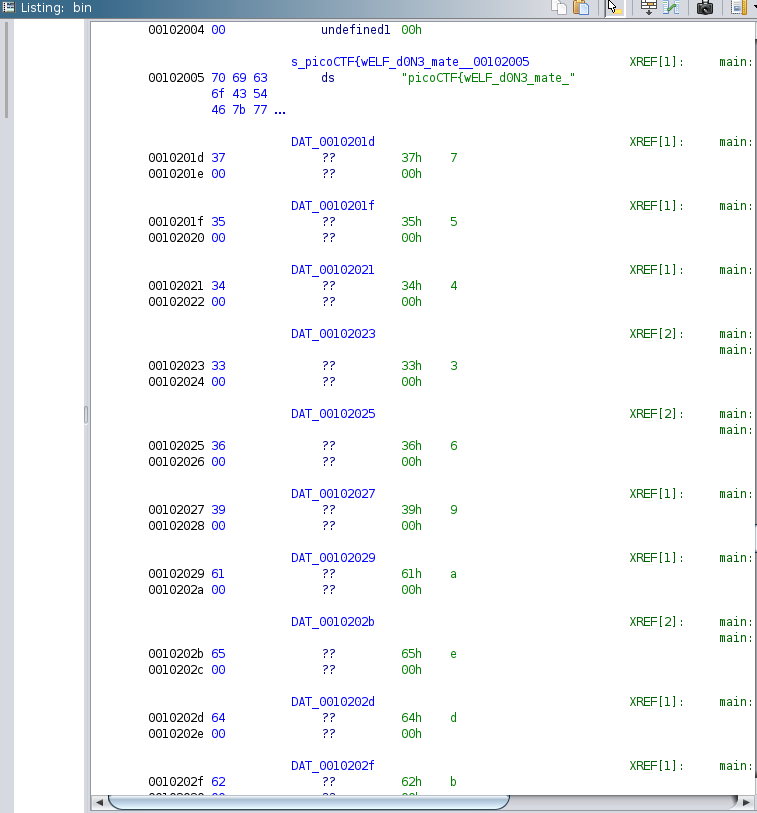 Listing: bin
00102004 00 undefined1 00h
s_picoCTF{wELF_d0N3_mate__00102005 XREF[1]: main:
00102005 70 69 63 ds "picoCTF{wELF_d0N3_mate_"
6f 43 54
46 7b 77 ...
DAT_0010201d XREF[1]: main:
0010201d 37 ?? 37h 7
0010201e 00 ?? 00h
DAT_0010201f XREF[1]: main:
0010201f 35 ?? 35h 5
00102020 00 ?? 00h
DAT_00102021 XREF[1]: main:
00102021 34 ?? 34h 4
00102022 00 ?? 00h
DAT_00102023 XREF[2]: main:
main:
00102023 33 ?? 33h 3
00102024 00 ?? 00h
DAT_00102025 XREF[2]: main:
main:
00102025 36 ?? 36h 6
00102026 00 ?? 00h
DAT_00102027 XREF[1]: main:
00102027 39 ?? 39h 9
00102028 00 ?? 00h
DAT_00102029 XREF[1]: main:
00102029 61 ?? 61h a
0010202a 00 ?? 00h
DAT_0010202b XREF[2]: main:
main:
0010202b 65 ?? 65h e
0010202c 00 ?? 00h
DAT_0010202d XREF[1]: main:
0010202d 64 ?? 64h d
0010202e 00 ?? 00h
DAT_0010202f XREF[1]: main:
0010202f 62 ?? 62h b